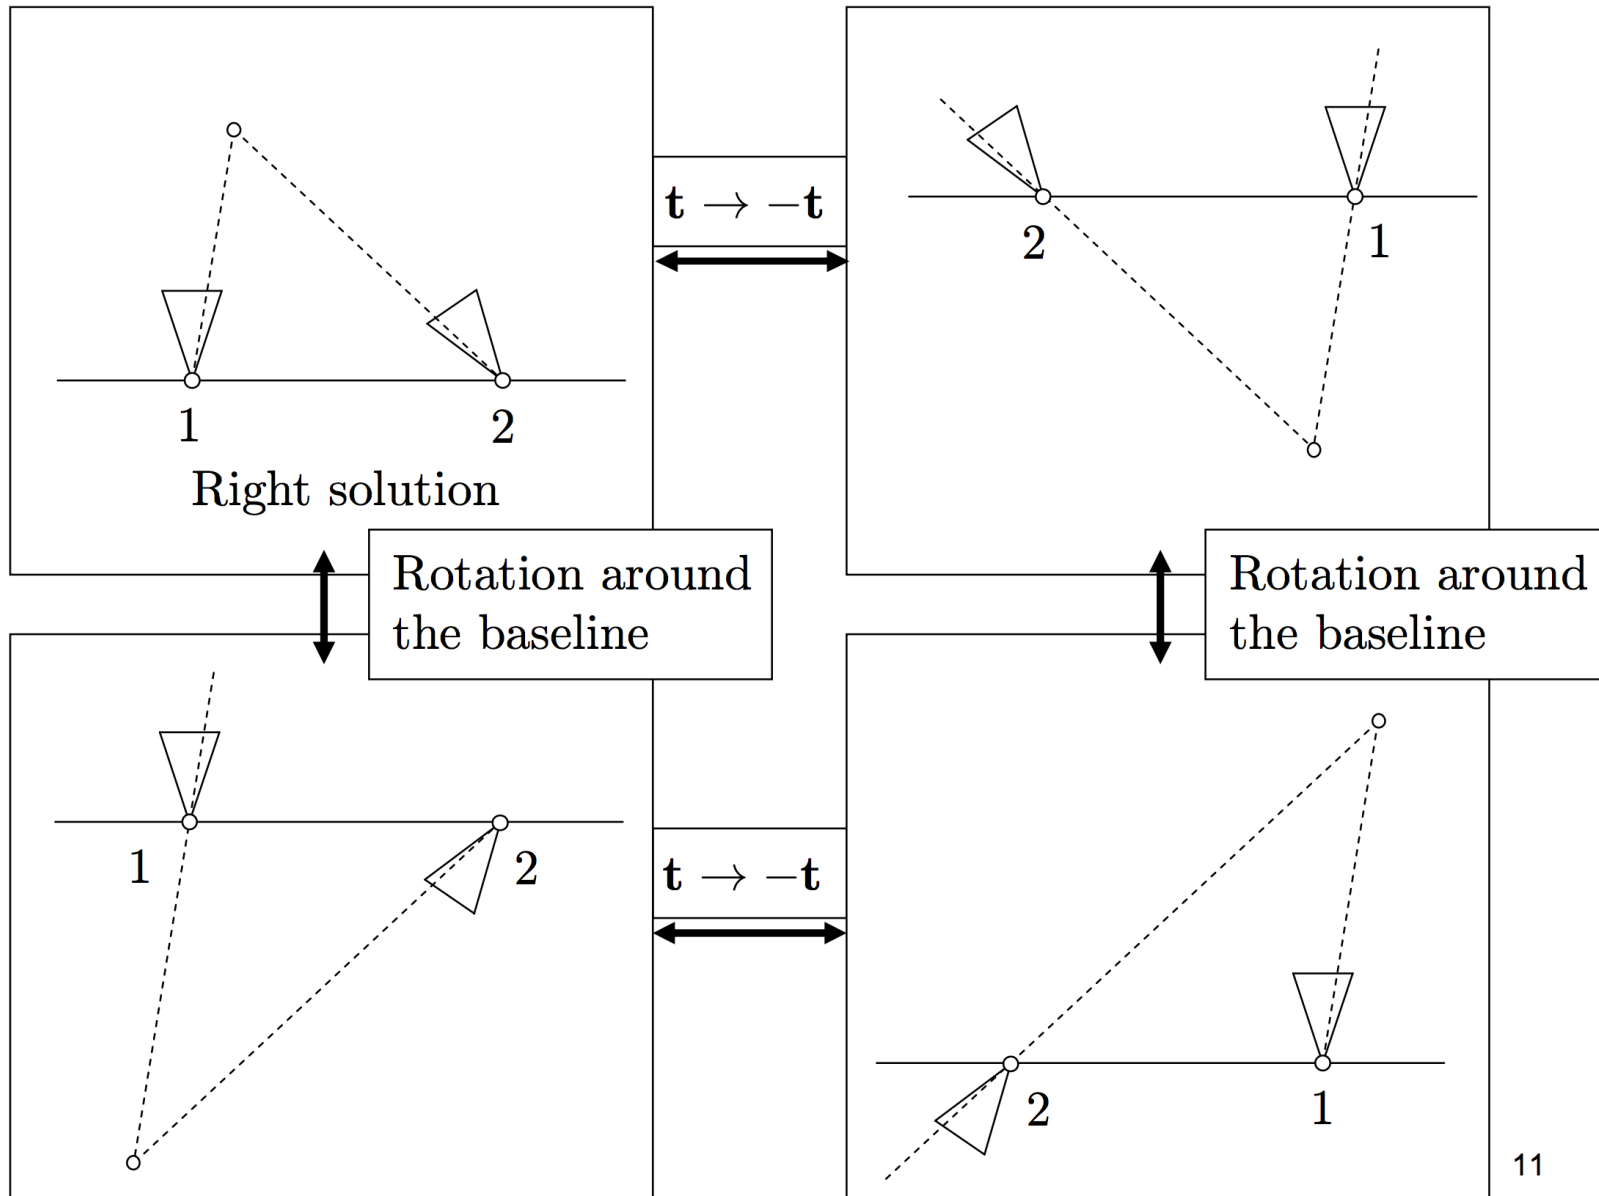 t → −t
2
1
1
2
Right solution
Rotation around
the baseline
Rotation around
the baseline
1
2
t → −t
2
1
11